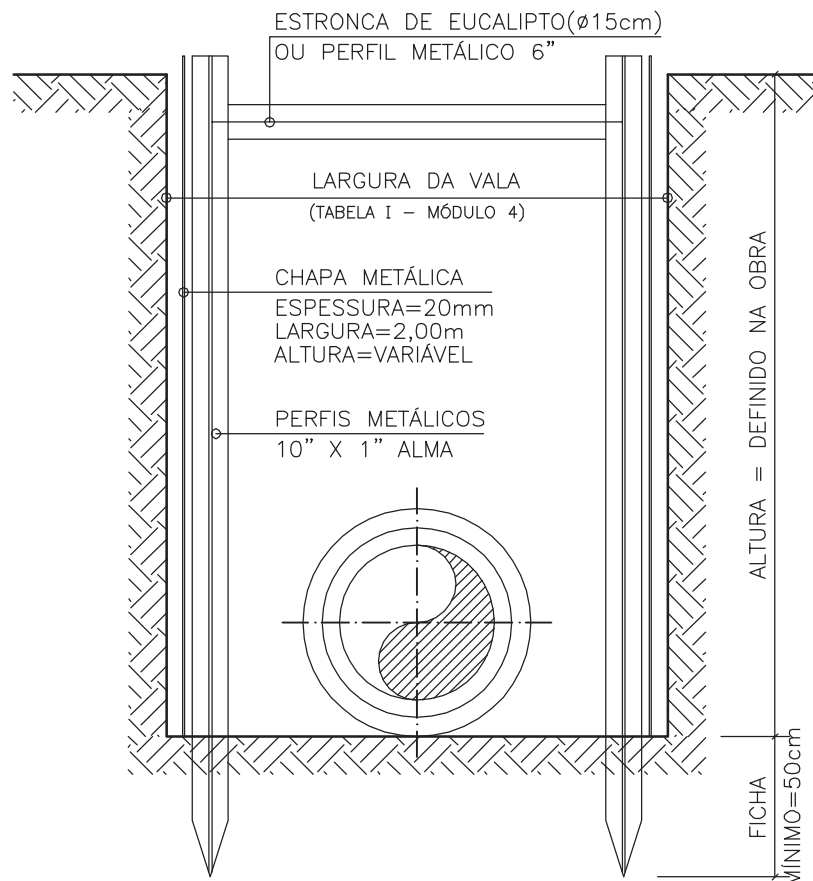 ESTRONCA DE EUCALIPTO(ø15cm)
OU PERFIL METÁLICO 6”
LARGURA DA VALA
(TABELA I – MÓDULO 4)
CHAPA METÁLICA
ESPESSURA=20mm
LARGURA=2,00m
ALTURA=VARIÁVEL
PERFIS METÁLICOS
10” X 1” ALMA
ALTURA = DEFINIDO NA OBRA
FICHA
MÍNIMO=50cm